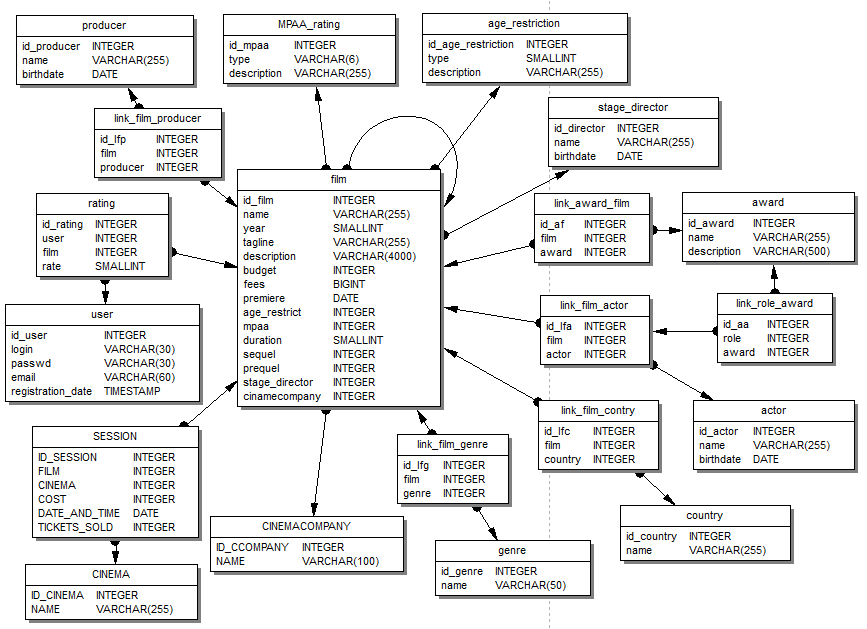 producer
id_producer INTEGER
name VARCHAR(255)
birthdate DATE
MPAA_rating
id_mpaa INTEGER
type VARCHAR(6)
description VARCHAR(255)
age_restriction
id_age_restriction INTEGER
type SMALLINT
description VARCHAR(255)
link_film_producer
id_lfp INTEGER
film INTEGER
producer INTEGER
stage_director
id_director INTEGER
name VARCHAR(255)
birthdate DATE
film
id_film INTEGER
name VARCHAR(255)
year SMALLINT
tagline VARCHAR(255)
description VARCHAR(4000)
budget INTEGER
fees BIGINT
premiere DATE
age_restrict INTEGER
mpaa INTEGER
duration SMALLINT
sequel INTEGER
prequel INTEGER
stage_director INTEGER
cinamecompany INTEGER
rating
id_rating INTEGER
user INTEGER
film INTEGER
rate SMALLINT
link_award_film
id_af INTEGER
film INTEGER
award INTEGER
award
id_award INTEGER
name VARCHAR(255)
description VARCHAR(500)
user
id_user INTEGER
login VARCHAR(30)
passwd VARCHAR(30)
email VARCHAR(60)
registration_date TIMESTAMP
link_film_actor
id_lfa INTEGER
film INTEGER
actor INTEGER
link_role_award
id_aa INTEGER
role INTEGER
award INTEGER
SESSION
ID_SESSION INTEGER
FILM INTEGER
CINEMA INTEGER
COST INTEGER
DATE_AND_TIME DATE
TICKETS_SOLD INTEGER
link_film_genre
id_lfg INTEGER
film INTEGER
genre INTEGER
link_film_contry
id_lfc INTEGER
film INTEGER
country INTEGER
actor
id_actor INTEGER
name VARCHAR(255)
birthdate DATE
CINEMACOMPANY
ID_CCOMPANY INTEGER
NAME VARCHAR(100)
country
id_country INTEGER
name VARCHAR(255)
CINEMA
ID_CINEMA INTEGER
NAME VARCHAR(255)
genre
id_genre INTEGER
name VARCHAR(50)